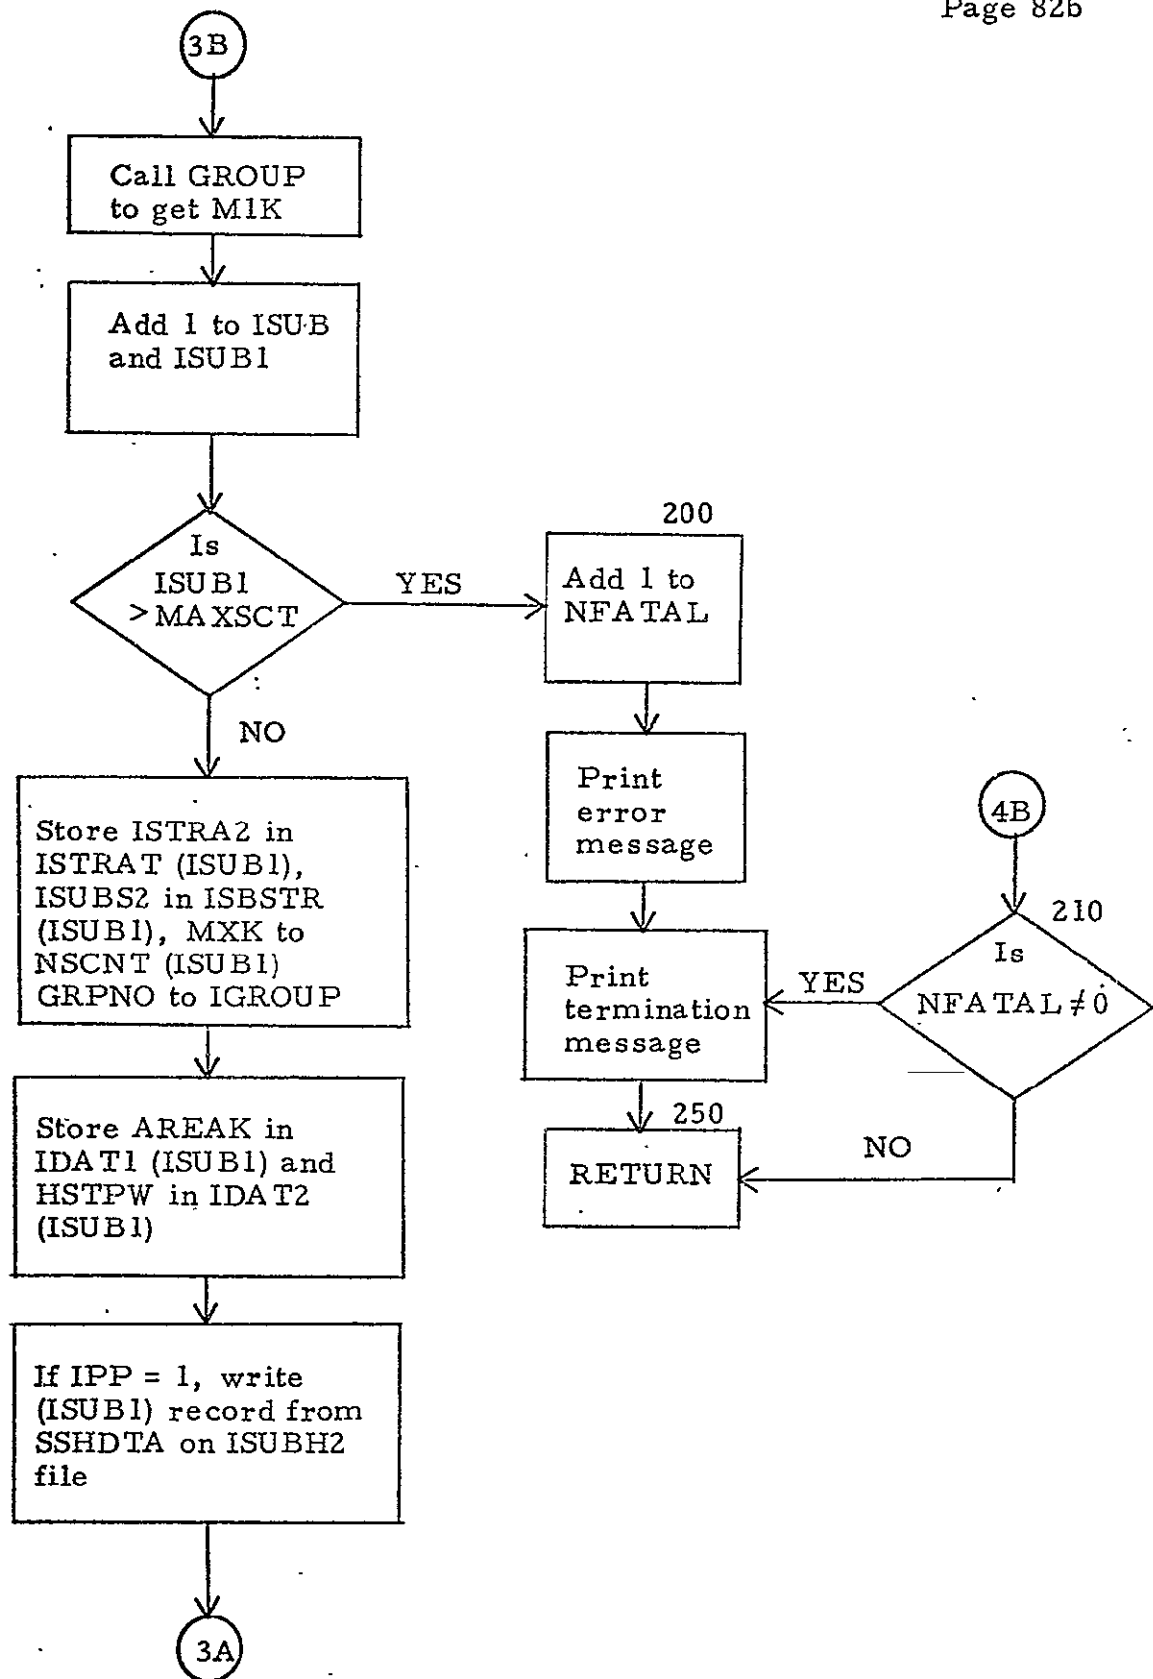 Page 82b
3B
Call GROUP
to get M1K
Add 1 to ISUB
and ISUB1
Is
ISUB1
> MAXSCT
YES
NO
200
Add 1 to
NFATAL
Print
error
message
Store ISTRA2 in
ISTRAT (ISUB1),
ISUBS2 in ISBSTR
(ISUB1), MXK to
NSCNT (ISUB1)
GRPNO to IGROUP
4B
210
Is
NFATAL ≠ 0
YES
NO
Print
termination
message
250
RETURN
Store AREAK in
IDAT1 (ISUB1) and
HSTPW in IDAT2
(ISUB1)
If IPP = 1, write
(ISUB1) record from
SSHDTA on ISUBH2
file
3A